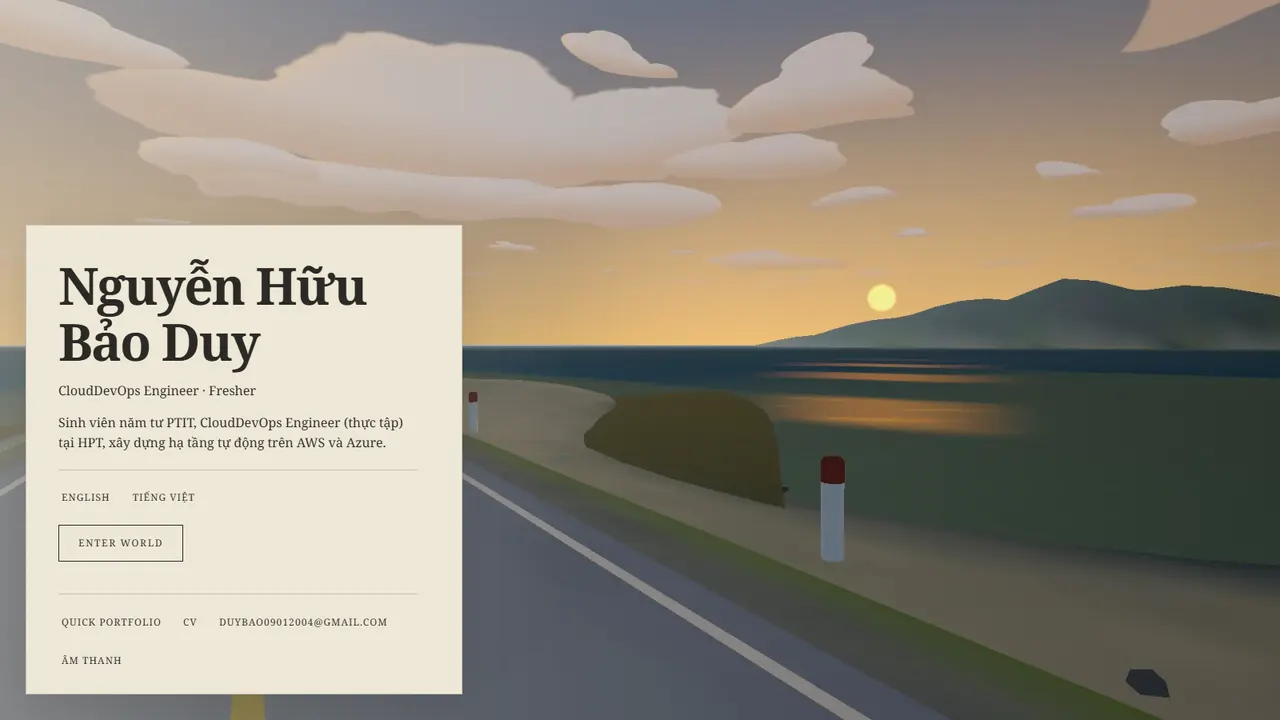 Nguyễn Hữu
Bảo Duy
CloudDevOps Engineer · Fresher
Sinh viên năm tư PTIT, CloudDevOps Engineer (thực tập)
tại HPT, xây dựng hạ tầng tự động trên AWS và Azure.
ENGLISH TIẾNG VIỆT
ENTER WORLD
QUICK PORTFOLIO CV DUYBAO09012004@GMAIL.COM
ÂM THANH